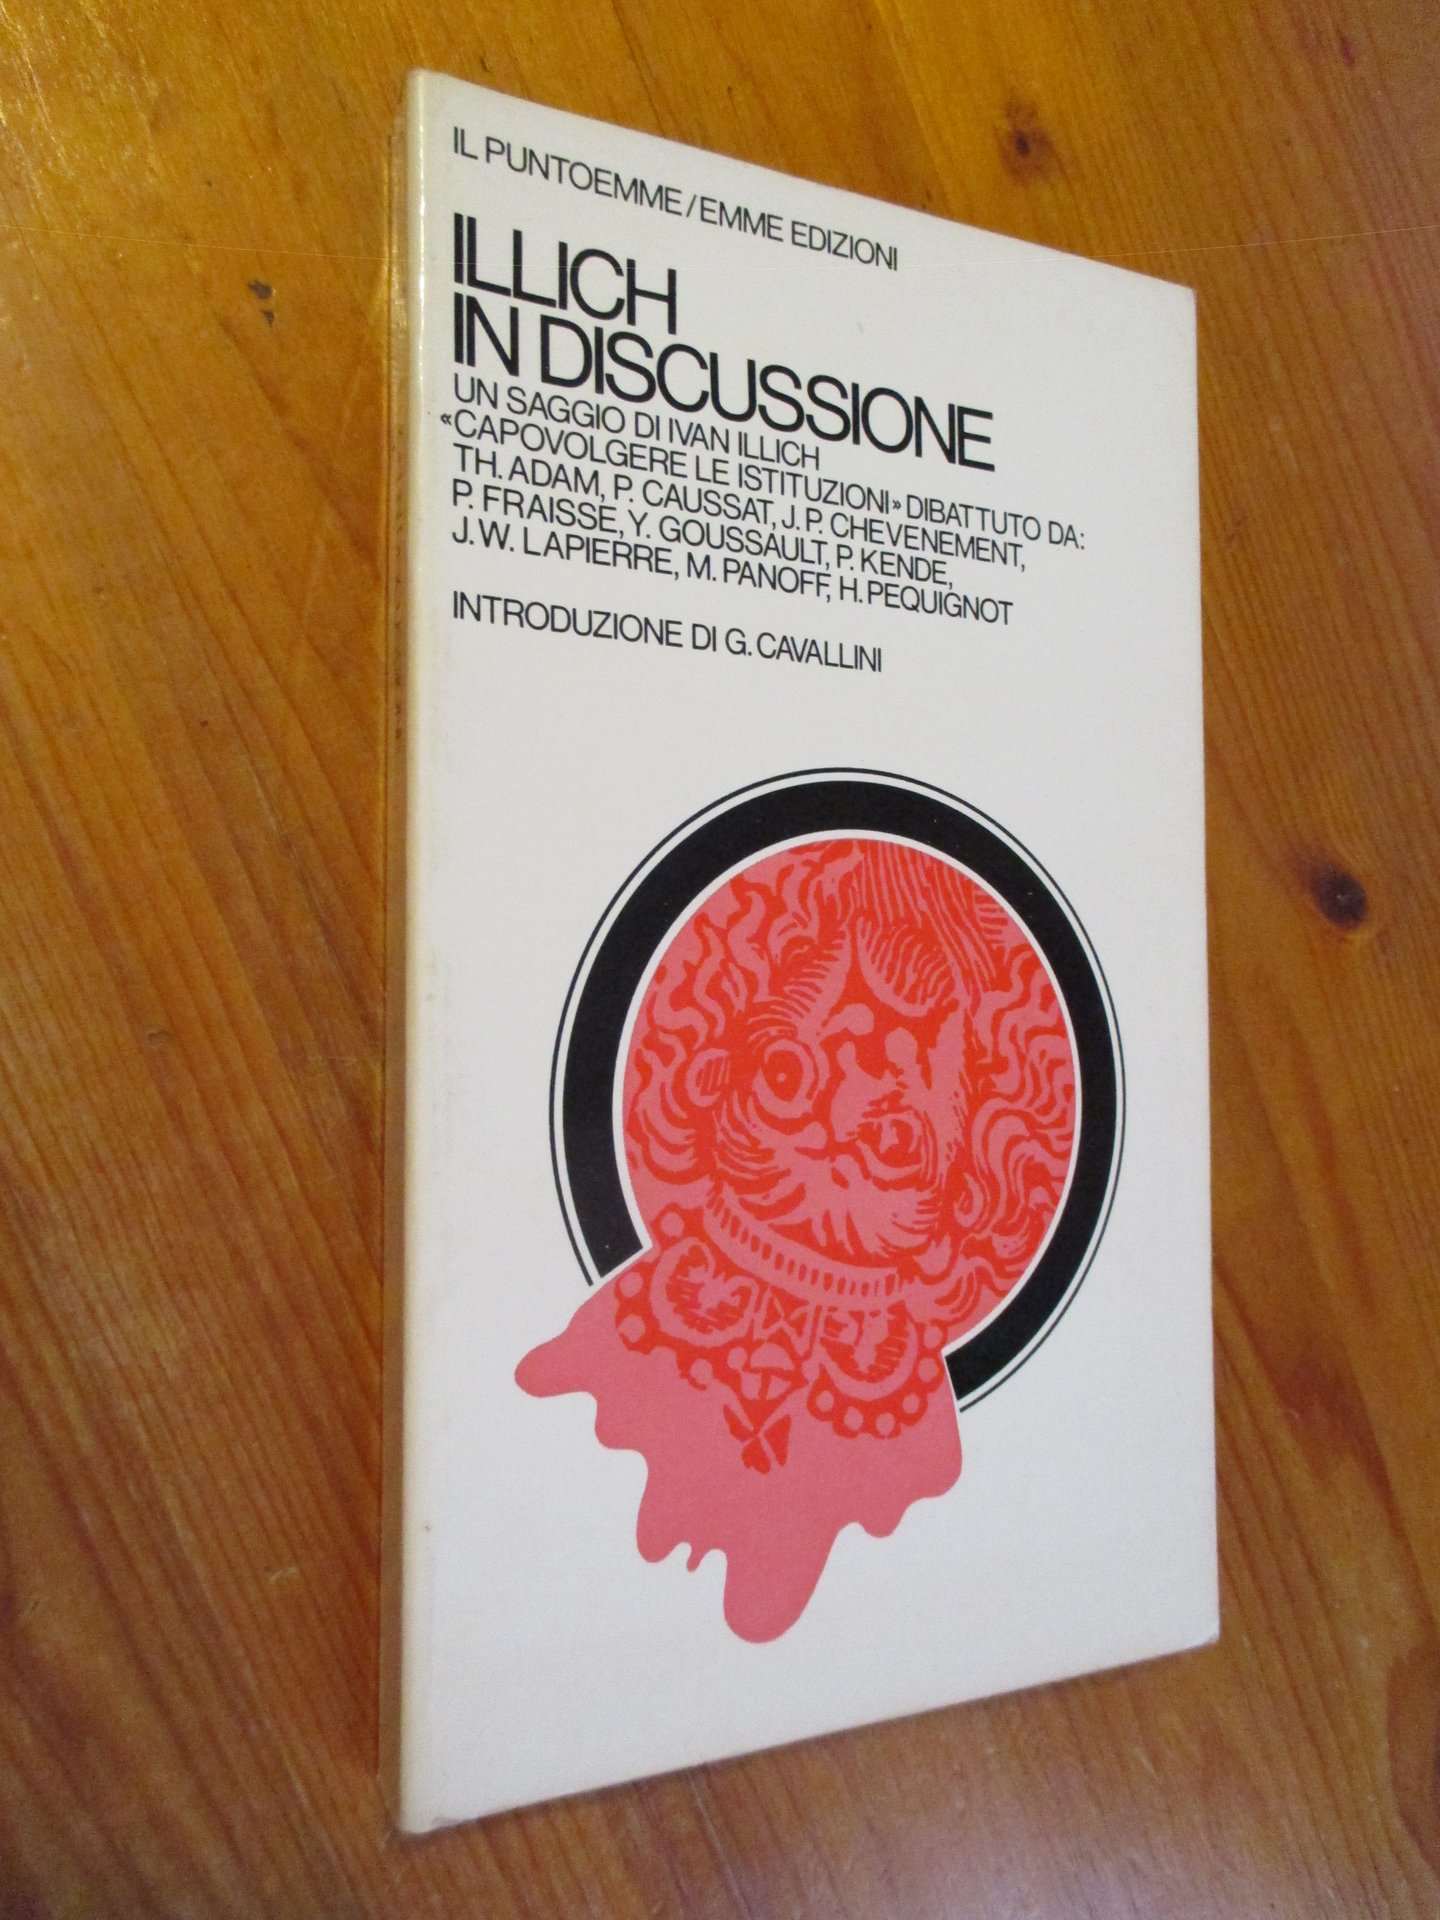 IL PUNTOEMME/EMME EDIZIONI
ILLICH
IN DISCUSSIONE
UN SAGGIO DI IVAN ILLICH
«CAPOVOLGERE LE ISTITUZIONI» DIBATTUTO DA:
TH. ADAM, P. CAUSSAT, J.P. CHEVENEMENT,
P. FRAISSE, Y. GOUSSAULT, P. KENDE,
J.W. LAPIERRE, M. PANOFF, H. PEQUIGNOT
INTRODUZIONE DI G. CAVALLINI